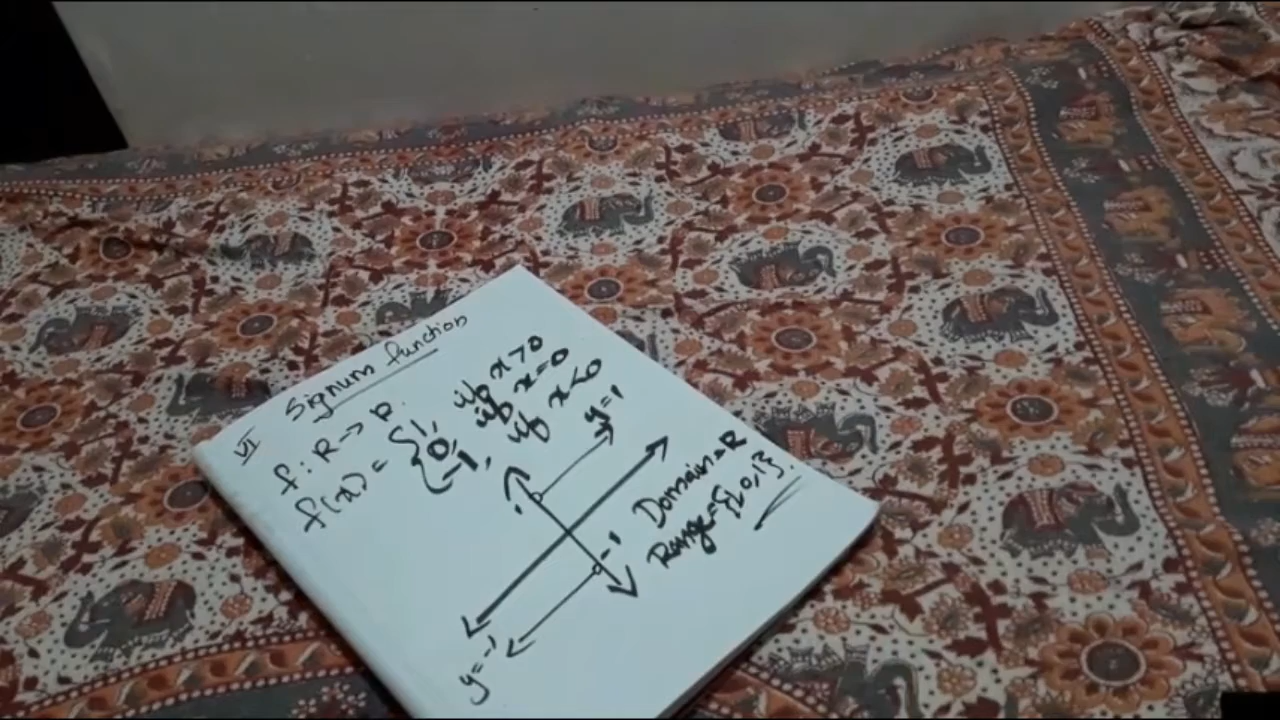 VI Signum function
f : R → R.
f(x) = { 1, if x>0
0, if x=0
-1, if x<0
y=1
-1
y=-1
Domain=R
Range={1,0,1}.